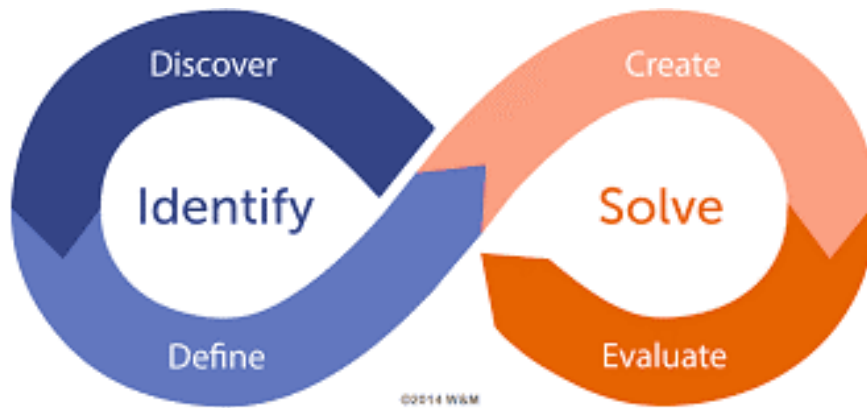 Discover
Create
Identify
Solve
Define
Evaluate
©2014 W&M